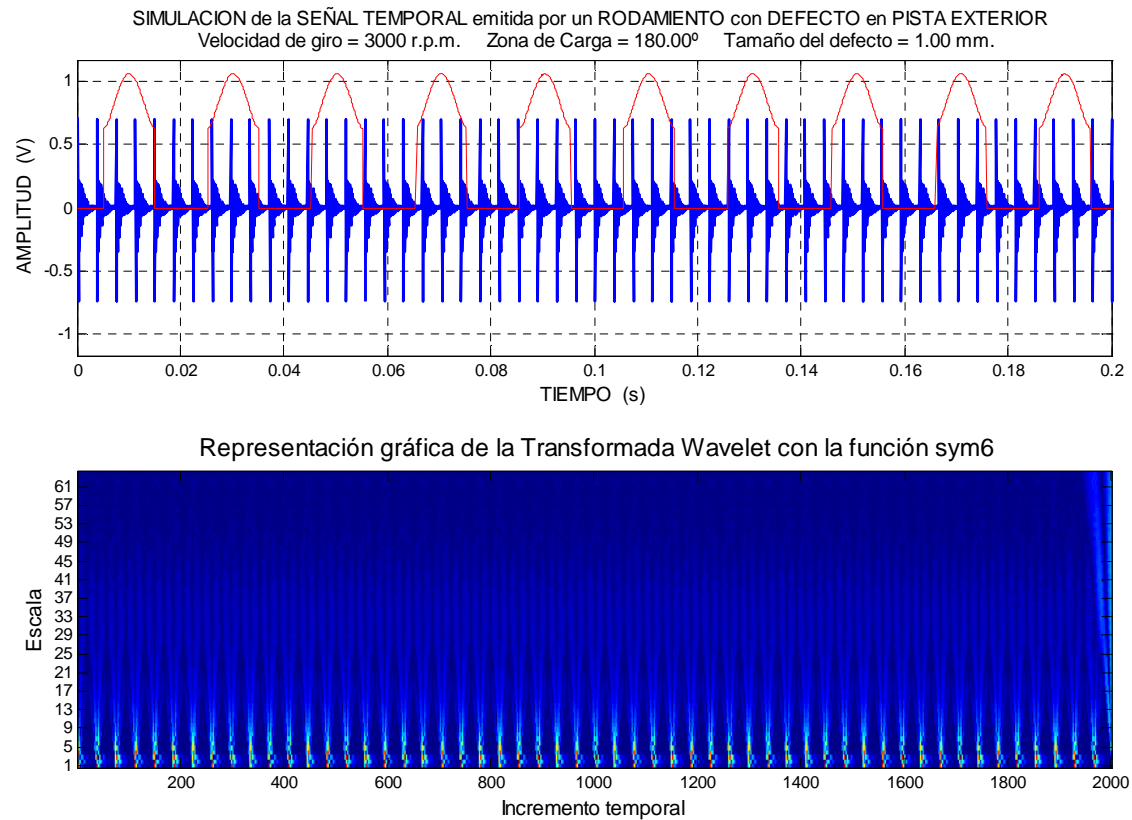 SIMULACION de la SEÑAL TEMPORAL emitida por un RODAMIENTO con DEFECTO en PISTA EXTERIOR
Velocidad de giro = 3000 r.p.m. Zona de Carga = 180.00º Tamaño del defecto = 1.00 mm.
AMPLITUD (V)
1
0.5
0
-0.5
-1
0 0.02 0.04 0.06 0.08 0.1 0.12 0.14 0.16 0.18 0.2
TIEMPO (s)
Representación gráfica de la Transformada Wavelet con la función sym6
Escala
61
57
53
49
45
41
37
33
29
25
21
17
13
9
5
1
200 400 600 800 1000 1200 1400 1600 1800 2000
Incremento temporal